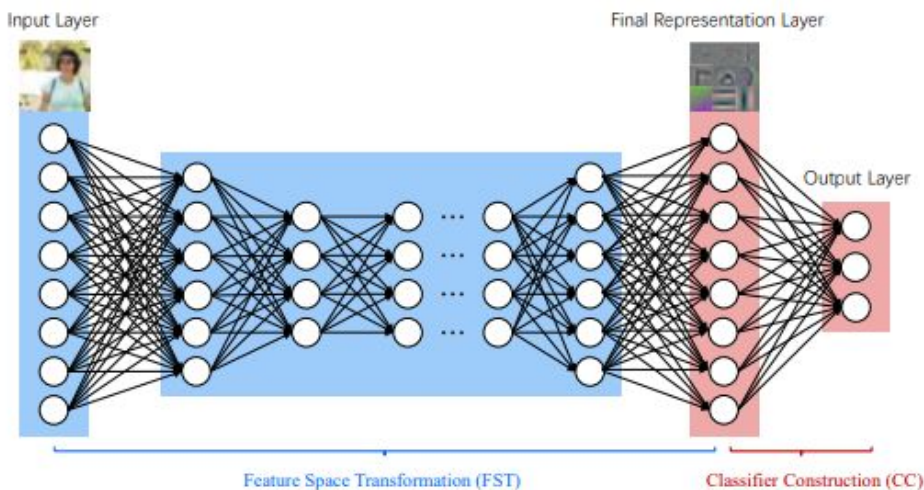 Input Layer
Final Representation Layer
Output Layer
...
...
...
...
Feature Space Transformation (FST)
Classifier Construction (CC)